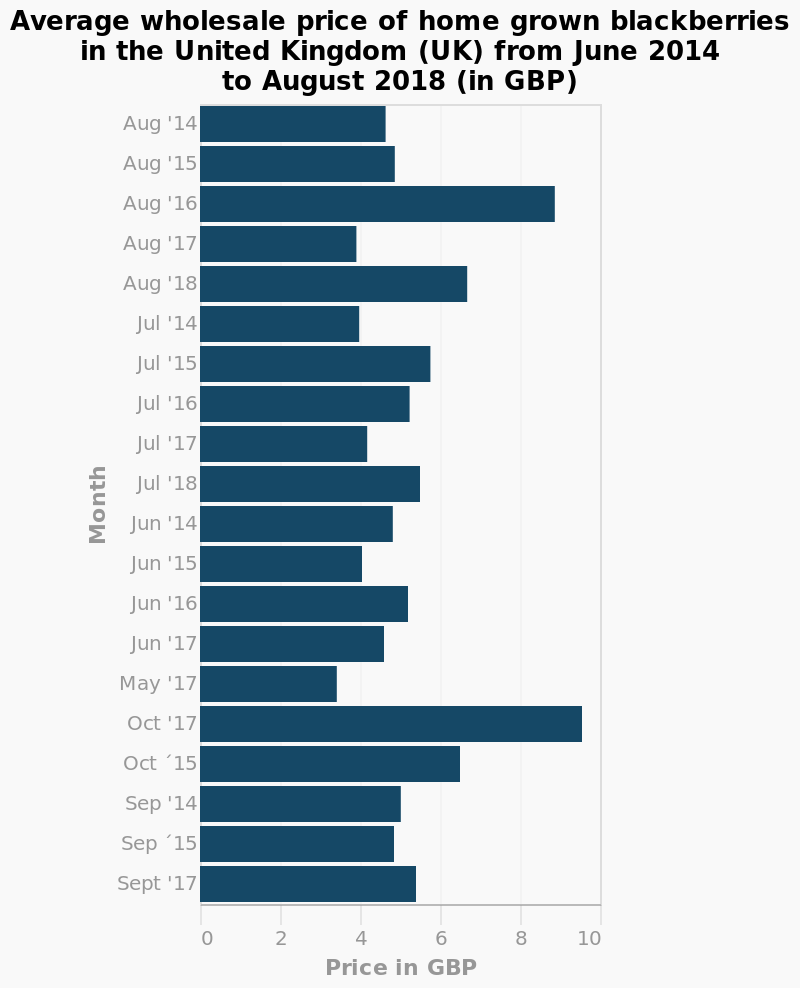 Average wholesale price of home grown blackberries
in the United Kingdom (UK) from June 2014
to August 2018 (in GBP)
Aug '14
Aug '15
Aug '16
Aug '17
Aug '18
Jul '14
Jul '15
Jul '16
Jul '17
Jul '18
Jun '14
Jun '15
Jun '16
Jun '17
May '17
Oct '17
Oct ´15
Sep '14
Sep ´15
Sept '17
Month
0 2 4 6 8 10
Price in GBP